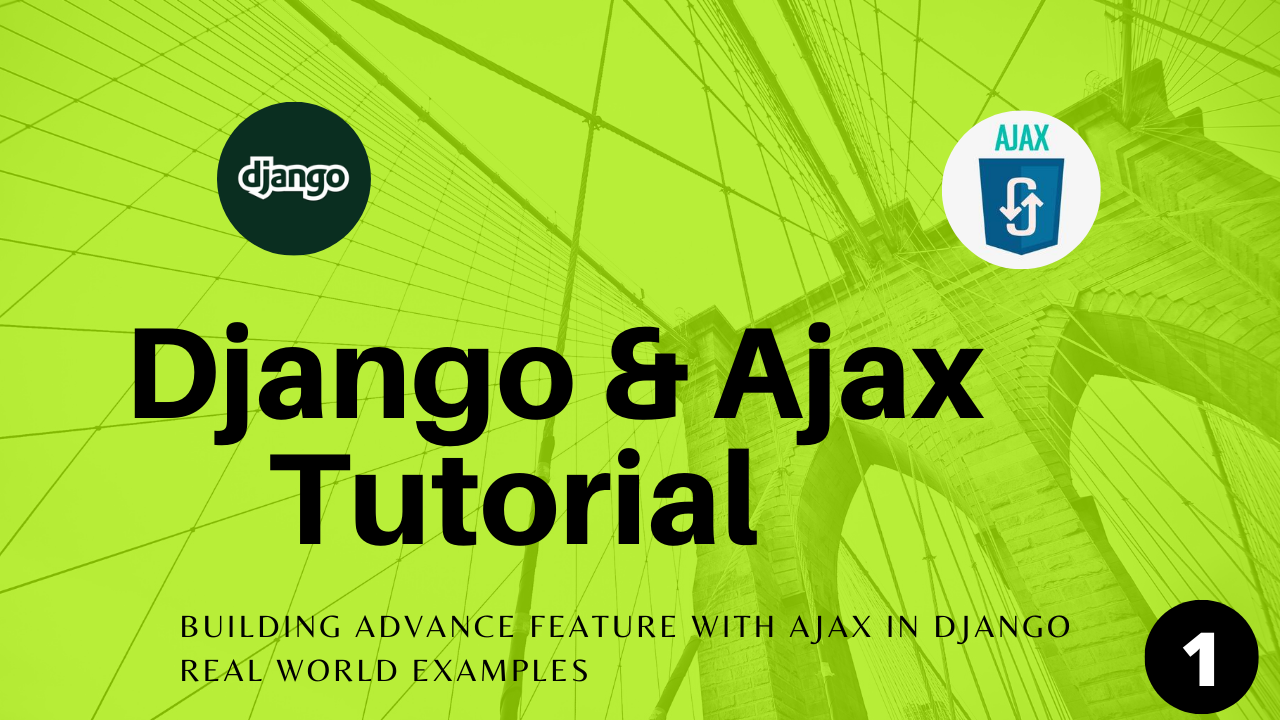 django
AJAX
Django & Ajax
Tutorial
BUILDING ADVANCE FEATURE WITH AJAX IN DJANGO
REAL WORLD EXAMPLES
1